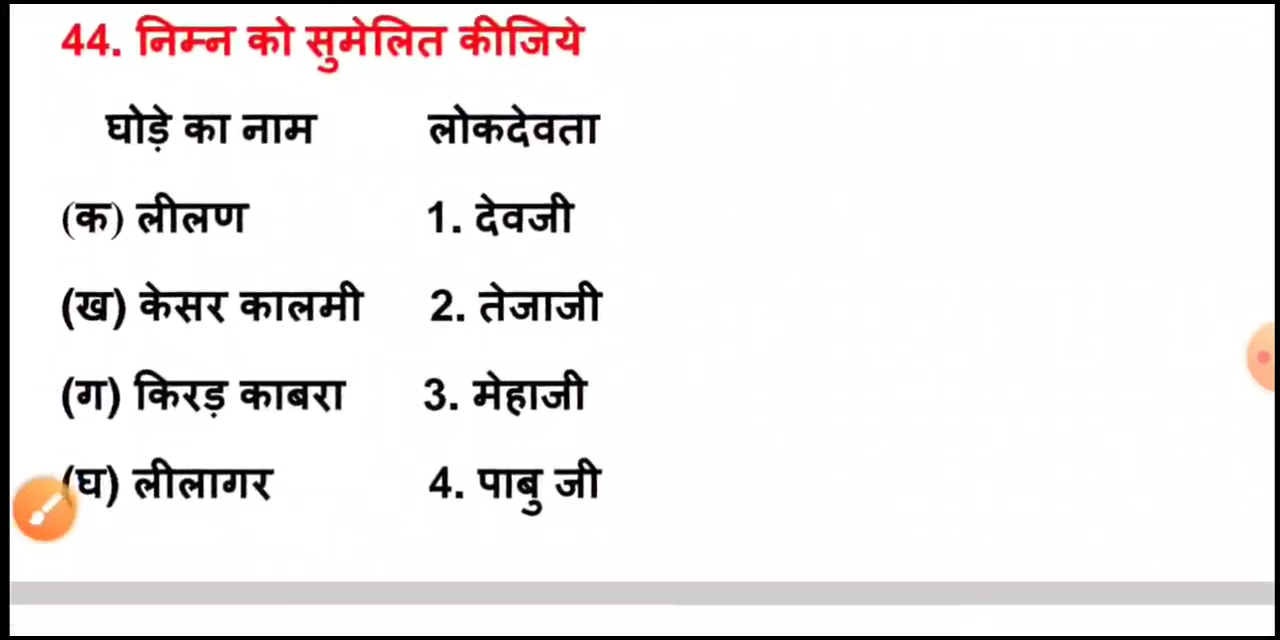 44. निम्न को सुमेलित कीजिये
घोड़े का नाम लोकदेवता
(क) लीलण 1. देवजी
(ख) केसर कालमी 2. तेजाजी
(ग) किरड़ काबरा 3. मेहाजी
(घ) लीलागर 4. पाबु जी